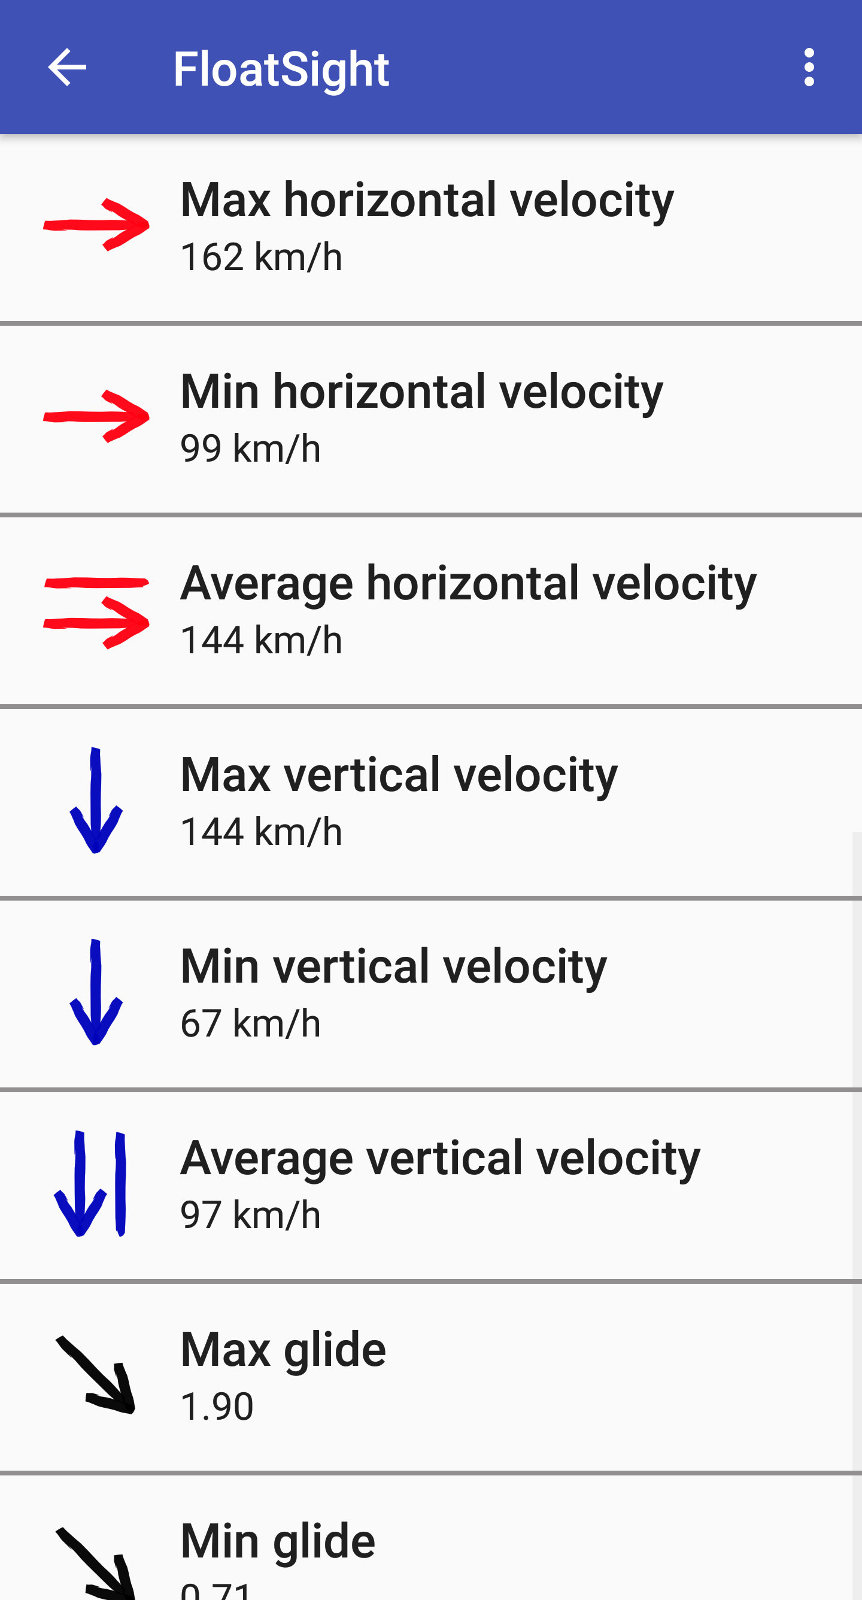 FloatSight
Max horizontal velocity
162 km/h
Min horizontal velocity
99 km/h
Average horizontal velocity
144 km/h
Max vertical velocity
144 km/h
Min vertical velocity
67 km/h
Average vertical velocity
97 km/h
Max glide
1.90
Min glide
0.71